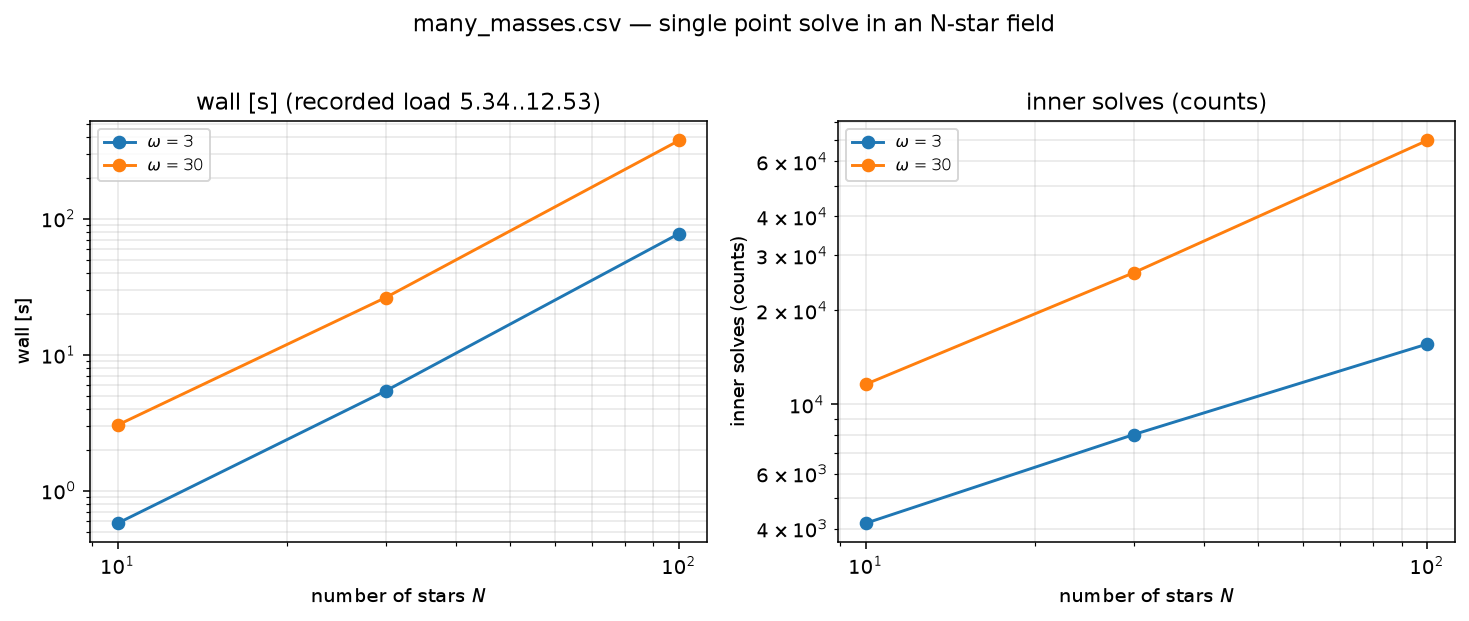 many_masses.csv — single point solve in an N-star field
wall [s] (recorded load 5.34..12.53)
ω = 3
ω = 30
10²
10¹
10⁰
wall [s]
10¹
10²
number of stars N
inner solves (counts)
ω = 3
ω = 30
6 × 10⁴
4 × 10⁴
3 × 10⁴
2 × 10⁴
10⁴
6 × 10³
4 × 10³
inner solves (counts)
10¹
10²
number of stars N